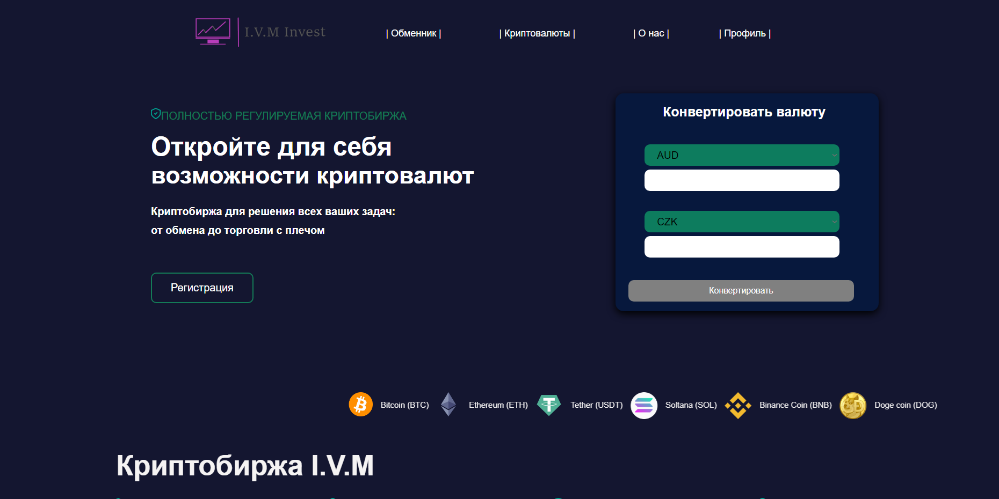 I.V.M Invest
| Обменник |
| Криптовалюты |
| О нас |
| Профиль |
ПОЛНОСТЬЮ РЕГУЛИРУЕМАЯ КРИПТОБИРЖА
Откройте для себя
возможности криптовалют
Криптобиржа для решения всех ваших задач:
от обмена до торговли с плечом
Регистрация
Конвертировать валюту
AUD
CZK
Конвертировать
Bitcoin (BTC)
Ethereum (ETH)
Tether (USDT)
Soltana (SOL)
Binance Coin (BNB)
Doge coin (DOG)
Криптобиржа I.V.M